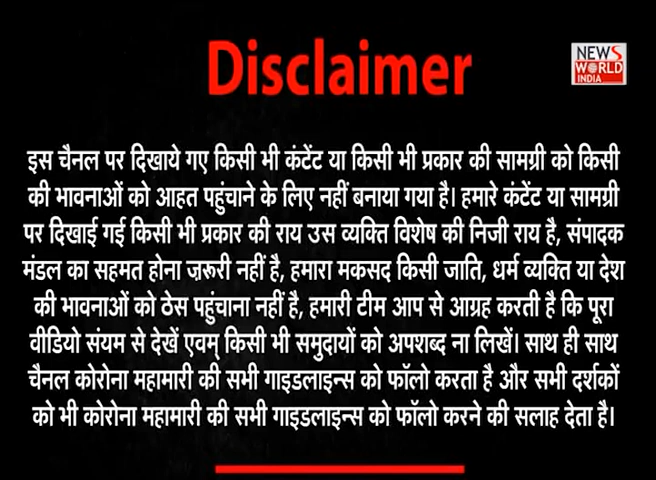 Disclaimer
NEWS
WORLD
INDIA
इस चैनल पर दिखाये गए किसी भी कंटेंट या किसी भी प्रकार की सामग्री को किसी
की भावनाओं को आहत पहुंचाने के लिए नहीं बनाया गया है। हमारे कंटेंट या सामग्री
पर दिखाई गई किसी भी प्रकार की राय उस व्यक्ति विशेष की निजी राय है, संपादक
मंडल का सहमत होना ज़रूरी नहीं है, हमारा मकसद किसी जाति, धर्म व्यक्ति या देश
की भावनाओं को ठेस पहुंचाना नहीं है, हमारी टीम आप से आग्रह करती है कि पूरा
वीडियो संयम से देखें एवम् किसी भी समुदायों को अपशब्द ना लिखें। साथ ही साथ
चैनल कोरोना महामारी की सभी गाइडलाइन्स को फॉलो करता है और सभी दर्शकों
को भी कोरोना महामारी की सभी गाइडलाइन्स को फॉलो करने की सलाह देता है।